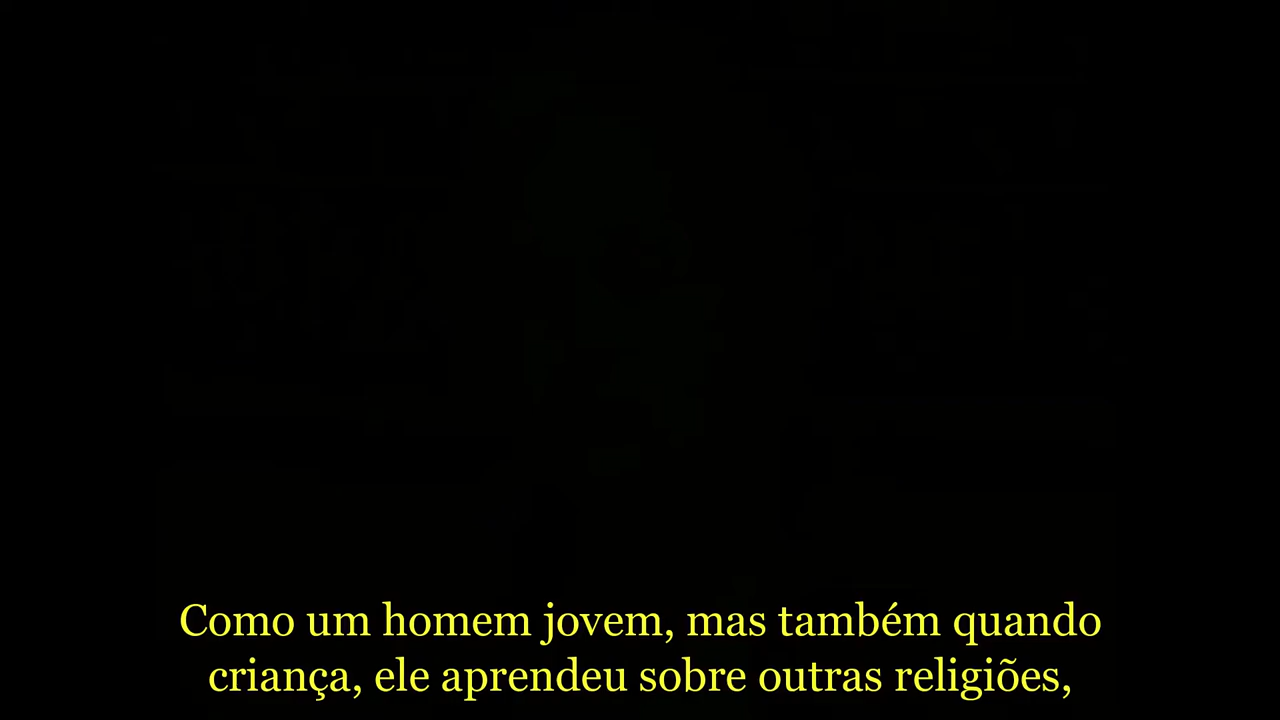 Como um homem jovem, mas também quando
criança, ele aprendeu sobre outras religiões,